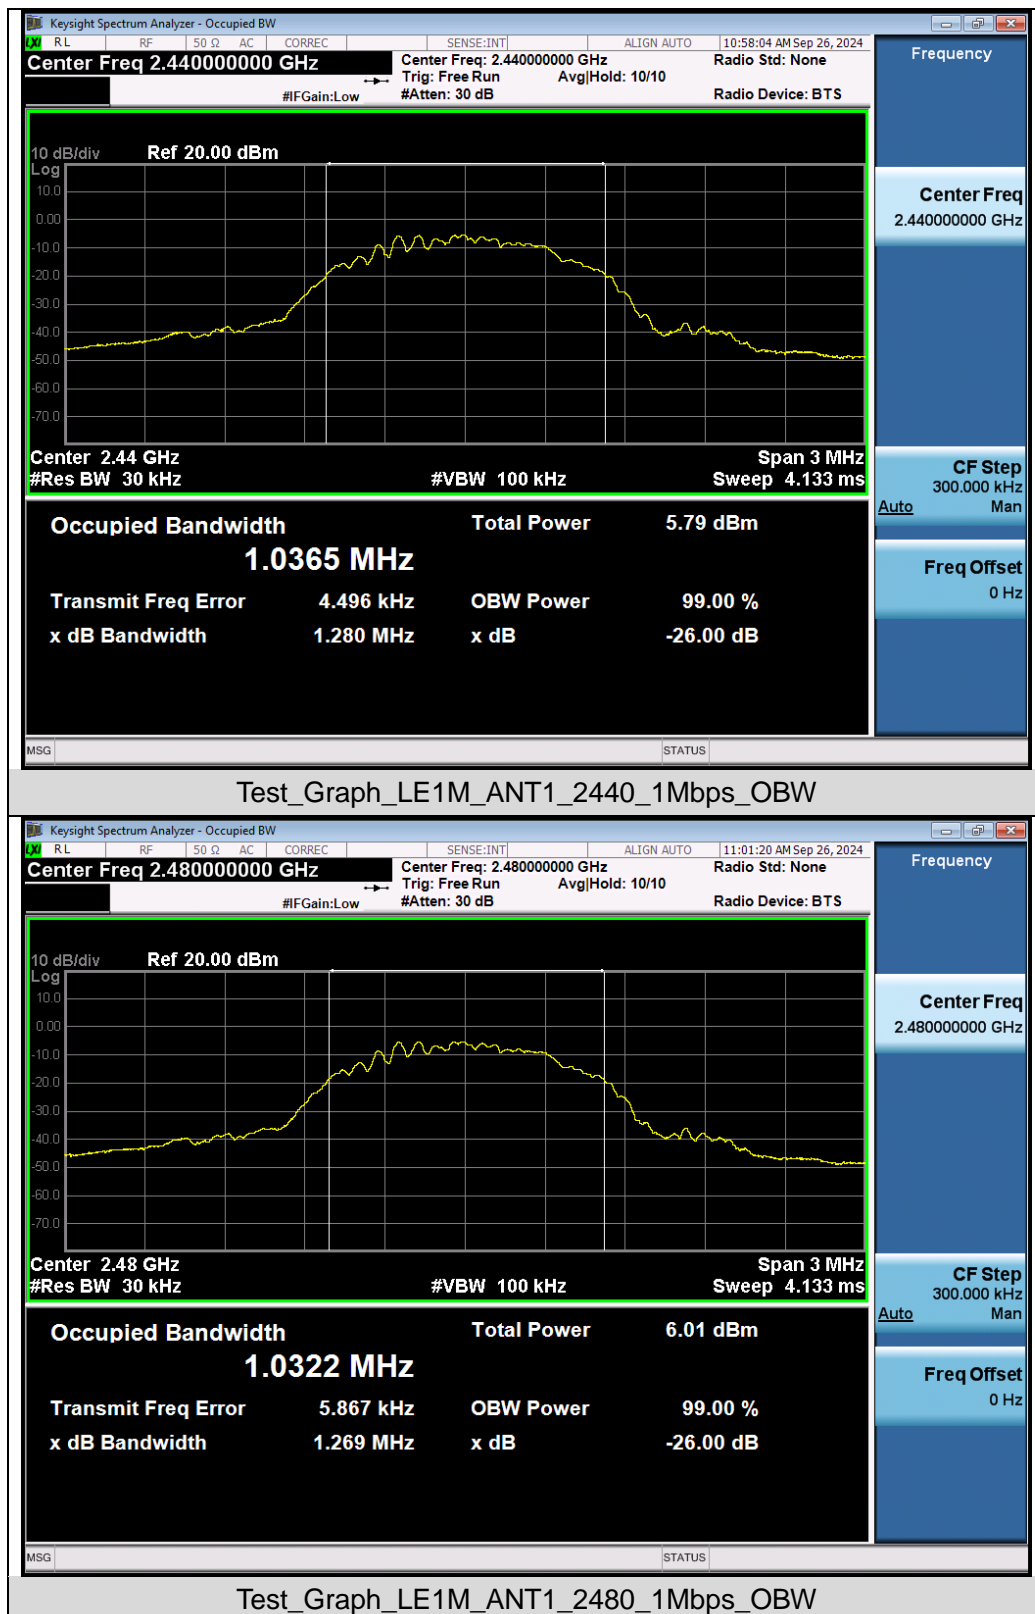 Keysight Spectrum Analyzer - Occupied BW
LXI RL RF 50 Ω AC CORREC SENSE:INT ALIGN AUTO 10:58:04 AM Sep 26, 2024
Center Freq 2.440000000 GHz
Center Freq: 2.440000000 GHz
Radio Std: None
Trig: Free Run Avg|Hold: 10/10
#IFGain:Low
#Atten: 30 dB
Radio Device: BTS
Frequency
10 dB/div Ref 20.00 dBm
Log
10.0
0.00
-10.0
-20.0
-30.0
-40.0
-50.0
-60.0
-70.0
Center Freq
2.440000000 GHz
Center 2.44 GHz Span 3 MHz
#Res BW 30 kHz #VBW 100 kHz Sweep 4.133 ms
CF Step
300.000 kHz
Auto Man
Freq Offset
0 Hz
Occupied Bandwidth Total Power 5.79 dBm
1.0365 MHz
Transmit Freq Error 4.496 kHz OBW Power 99.00 %
x dB Bandwidth 1.280 MHz x dB -26.00 dB
MSG STATUS
Test_Graph_LE1M_ANT1_2440_1Mbps_OBW
Keysight Spectrum Analyzer - Occupied BW
LXI RL RF 50 Ω AC CORREC SENSE:INT ALIGN AUTO 11:01:20 AM Sep 26, 2024
Center Freq 2.480000000 GHz
Center Freq: 2.480000000 GHz
Radio Std: None
Trig: Free Run Avg|Hold: 10/10
#IFGain:Low
#Atten: 30 dB
Radio Device: BTS
Frequency
10 dB/div Ref 20.00 dBm
Log
10.0
0.00
-10.0
-20.0
-30.0
-40.0
-50.0
-60.0
-70.0
Center Freq
2.480000000 GHz
Center 2.48 GHz Span 3 MHz
#Res BW 30 kHz #VBW 100 kHz Sweep 4.133 ms
CF Step
300.000 kHz
Auto Man
Freq Offset
0 Hz
Occupied Bandwidth Total Power 6.01 dBm
1.0322 MHz
Transmit Freq Error 5.867 kHz OBW Power 99.00 %
x dB Bandwidth 1.269 MHz x dB -26.00 dB
MSG STATUS
Test_Graph_LE1M_ANT1_2480_1Mbps_OBW